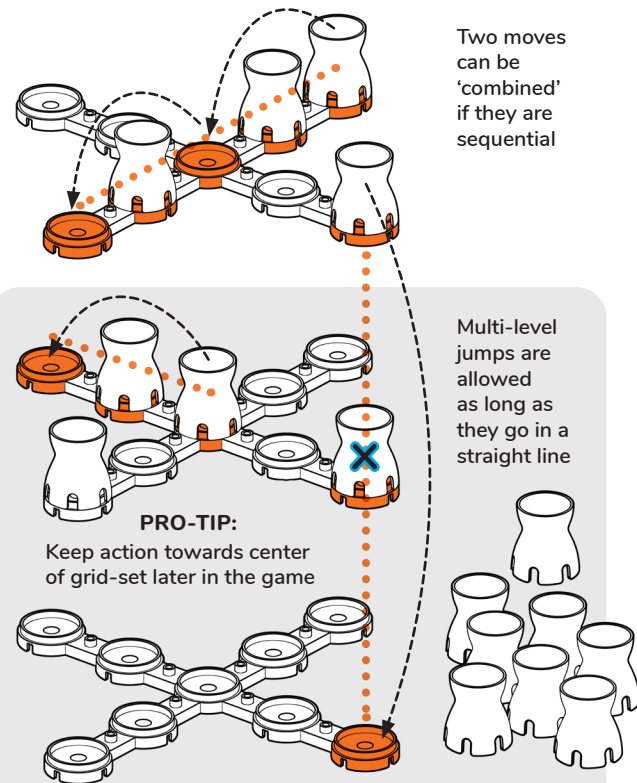 Two moves
can be
‘combined’
if they are
sequential
Multi-level
jumps are
allowed
as long as
they go in a
straight line
PRO-TIP:
Keep action towards center
of grid-set later in the game